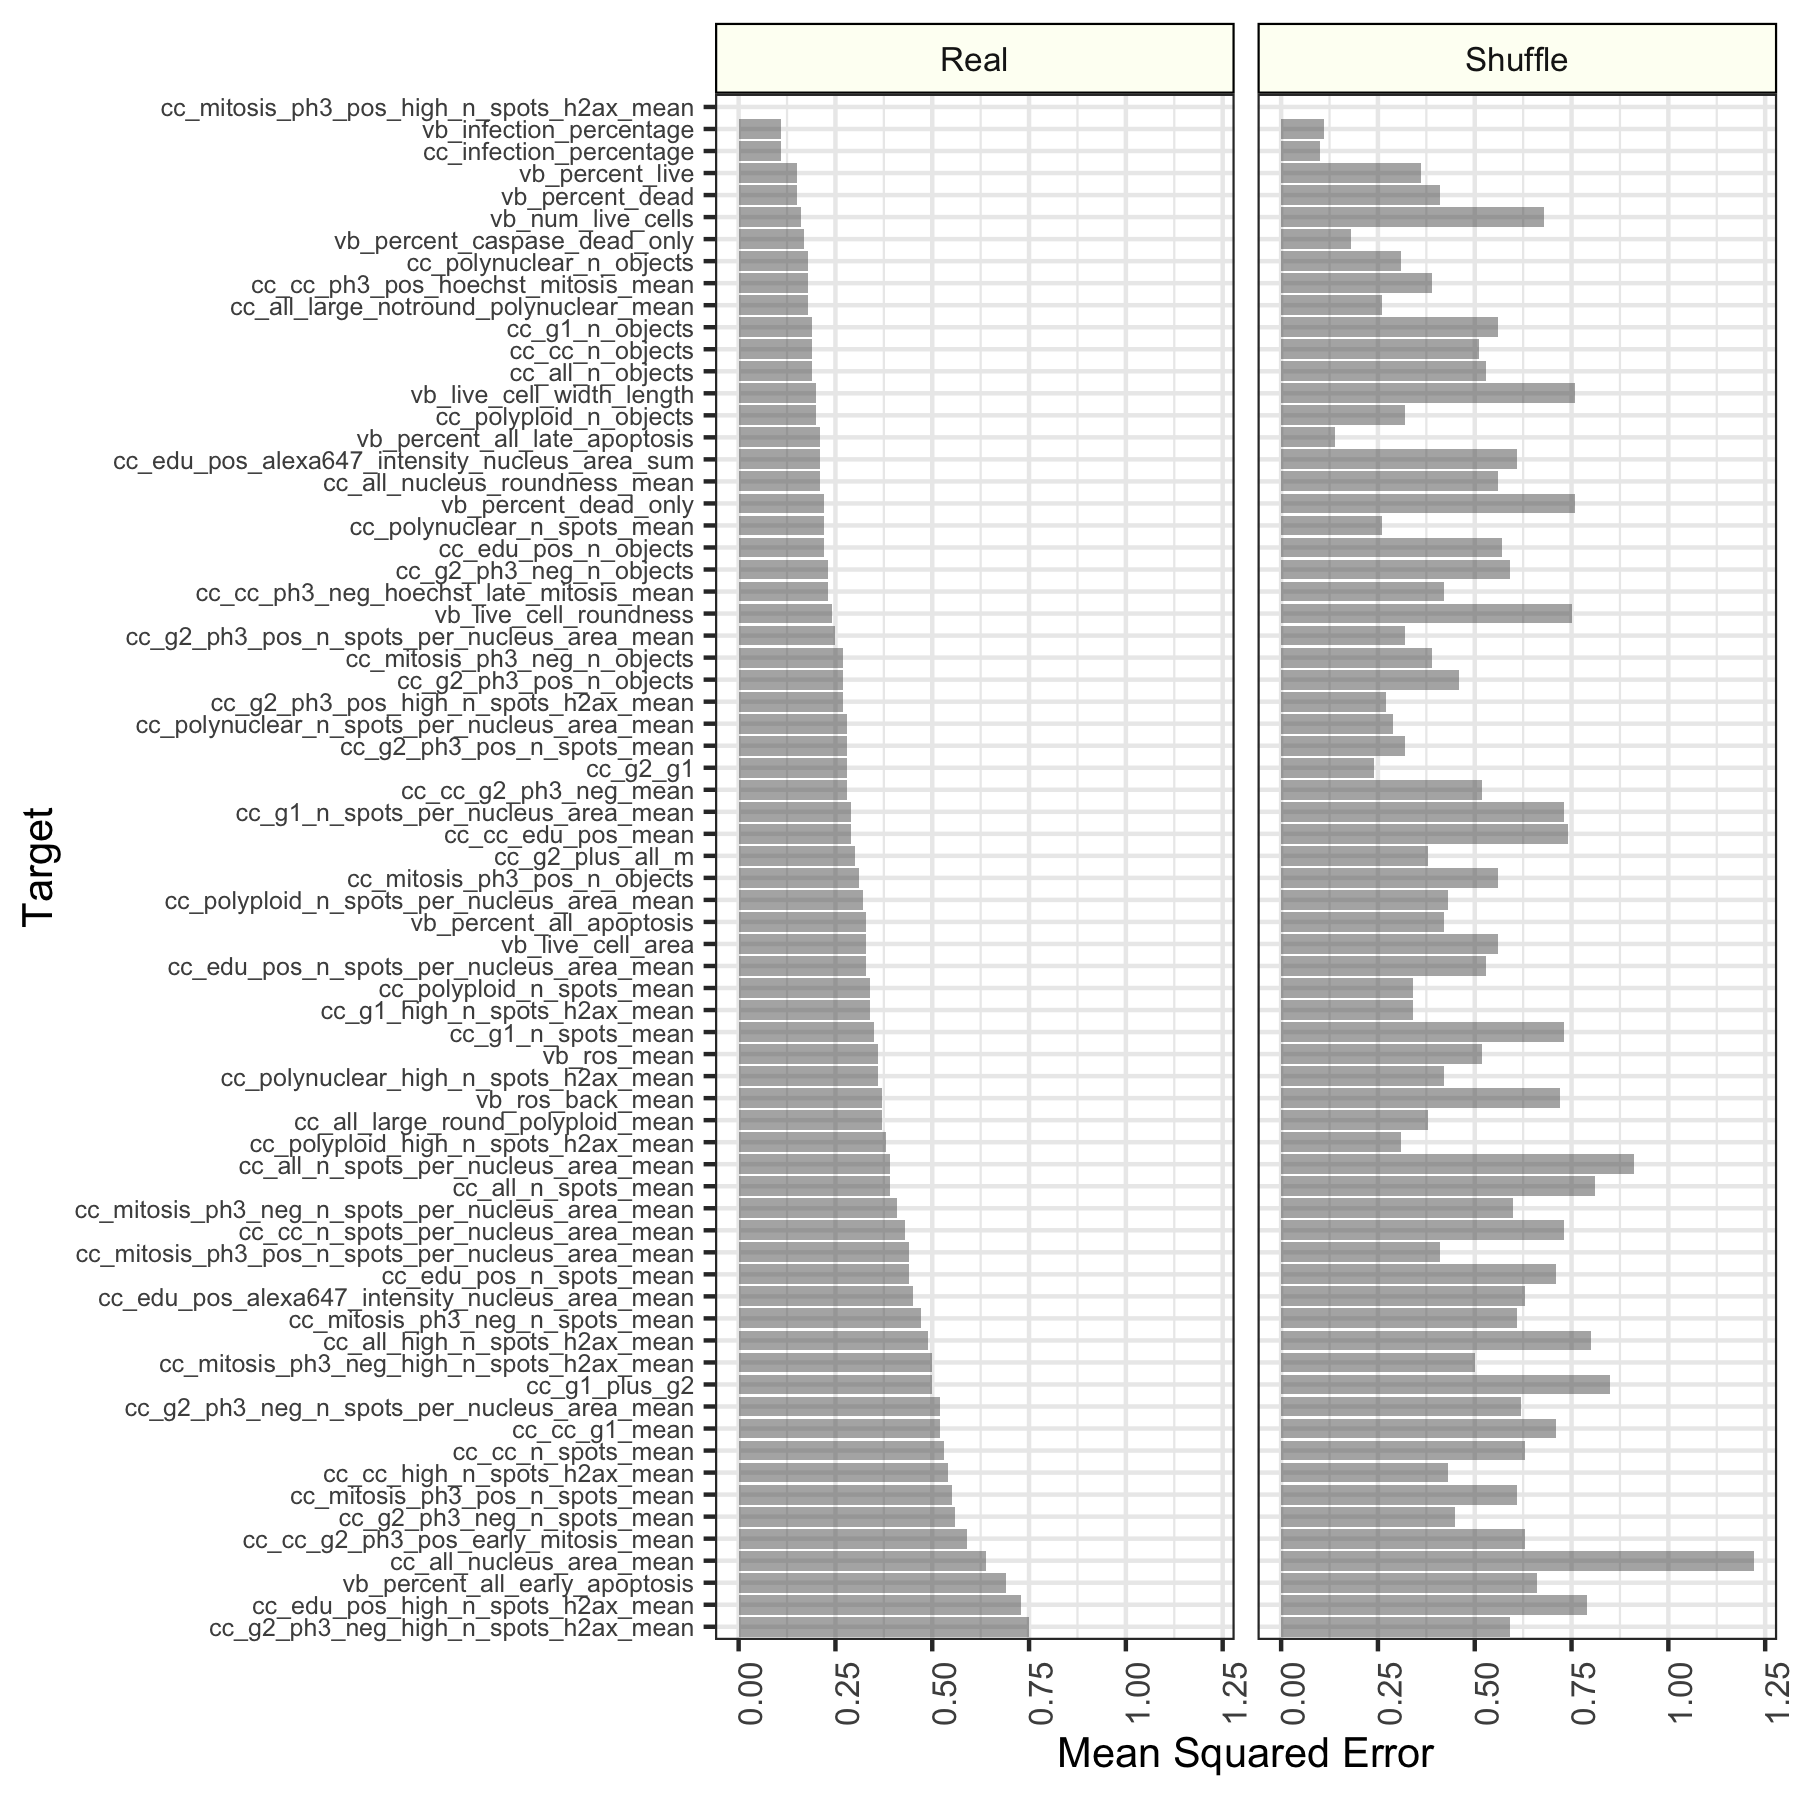 Real
Shuffle
cc_mitosis_ph3_pos_high_n_spots_h2ax_mean
vb_infection_percentage
cc_infection_percentage
vb_percent_live
vb_percent_dead
vb_num_live_cells
vb_percent_caspase_dead_only
cc_polynuclear_n_objects
cc_cc_ph3_pos_hoechst_mitosis_mean
cc_all_large_notround_polynuclear_mean
cc_g1_n_objects
cc_cc_n_objects
cc_all_n_objects
vb_live_cell_width_length
cc_polyploid_n_objects
vb_percent_all_late_apoptosis
cc_edu_pos_alexa647_intensity_nucleus_area_sum
cc_all_nucleus_roundness_mean
vb_percent_dead_only
cc_polynuclear_n_spots_mean
cc_edu_pos_n_objects
cc_g2_ph3_neg_n_objects
cc_cc_ph3_neg_hoechst_late_mitosis_mean
vb_live_cell_roundness
cc_g2_ph3_pos_n_spots_per_nucleus_area_mean
cc_mitosis_ph3_neg_n_objects
cc_g2_ph3_pos_n_objects
cc_g2_ph3_pos_high_n_spots_h2ax_mean
cc_polynuclear_n_spots_per_nucleus_area_mean
cc_g2_ph3_pos_n_spots_mean
cc_g2_g1
cc_cc_g2_ph3_neg_mean
cc_g1_n_spots_per_nucleus_area_mean
cc_cc_edu_pos_mean
cc_g2_plus_all_m
cc_mitosis_ph3_pos_n_objects
cc_polyploid_n_spots_per_nucleus_area_mean
vb_percent_all_apoptosis
vb_live_cell_area
cc_edu_pos_n_spots_per_nucleus_area_mean
cc_polyploid_n_spots_mean
cc_g1_high_n_spots_h2ax_mean
cc_g1_n_spots_mean
vb_ros_mean
cc_polynuclear_high_n_spots_h2ax_mean
vb_ros_back_mean
cc_all_large_round_polyploid_mean
cc_polyploid_high_n_spots_h2ax_mean
cc_all_n_spots_per_nucleus_area_mean
cc_all_n_spots_mean
cc_mitosis_ph3_neg_n_spots_per_nucleus_area_mean
cc_cc_n_spots_per_nucleus_area_mean
cc_mitosis_ph3_pos_n_spots_per_nucleus_area_mean
cc_edu_pos_n_spots_mean
cc_edu_pos_alexa647_intensity_nucleus_area_mean
cc_mitosis_ph3_neg_n_spots_mean
cc_all_high_n_spots_h2ax_mean
cc_mitosis_ph3_neg_high_n_spots_h2ax_mean
cc_g1_plus_g2
cc_g2_ph3_neg_n_spots_per_nucleus_area_mean
cc_cc_g1_mean
cc_cc_n_spots_mean
cc_cc_high_n_spots_h2ax_mean
cc_mitosis_ph3_pos_n_spots_mean
cc_g2_ph3_neg_n_spots_mean
cc_cc_g2_ph3_pos_early_mitosis_mean
cc_all_nucleus_area_mean
vb_percent_all_early_apoptosis
cc_edu_pos_high_n_spots_h2ax_mean
cc_g2_ph3_neg_high_n_spots_h2ax_mean
Target
0.00 0.25 0.50 0.75 1.00 1.25
0.00 0.25 0.50 0.75 1.00 1.25
Mean Squared Error